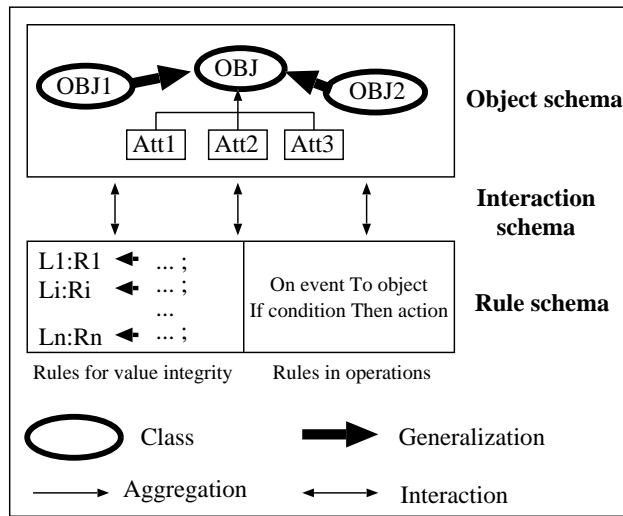 OBJ1
OBJ
OBJ2
Att1
Att2
Att3
Object schema
Interaction
schema
L1:R1 ... ;
Li:Ri ... ;
...
Ln:Rn ... ;
On event To object
If condition Then action
Rule schema
Rules for value integrity
Rules in operations
Class
Generalization
Aggregation
Interaction